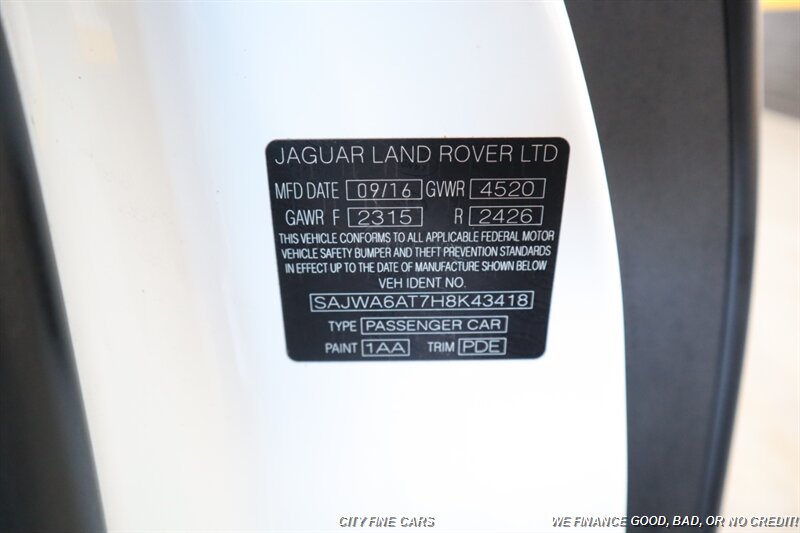 JAGUAR LAND ROVER LTD
MFD DATE 09/16 GVWR 4520
GAWR F 2315 R 2426
THIS VEHICLE CONFORMS TO ALL APPLICABLE FEDERAL MOTOR
VEHICLE SAFETY BUMPER AND THEFT PREVENTION STANDARDS
IN EFFECT UP TO THE DATE OF MANUFACTURE SHOWN BELOW
VEH IDENT NO.
SAJWA6AT7H8K43418
TYPE PASSENGER CAR
PAINT 1AA TRIM PDE
CITY FINE CARS WE FINANCE GOOD, BAD, OR NO CREDIT!